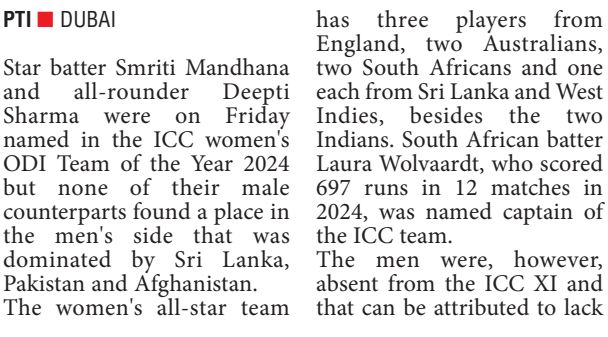 PTI ■ DUBAI
Star batter Smriti Mandhana
and all-rounder Deepti
Sharma were on Friday
named in the ICC women's
ODI Team of the Year 2024
but none of their male
counterparts found a place in
the men's side that was
dominated by Sri Lanka,
Pakistan and Afghanistan.
The women's all-star team
has three players from
England, two Australians,
two South Africans and one
each from Sri Lanka and West
Indies, besides the two
Indians. South African batter
Laura Wolvaardt, who scored
697 runs in 12 matches in
2024, was named captain of
the ICC team.
The men were, however,
absent from the ICC XI and
that can be attributed to lack